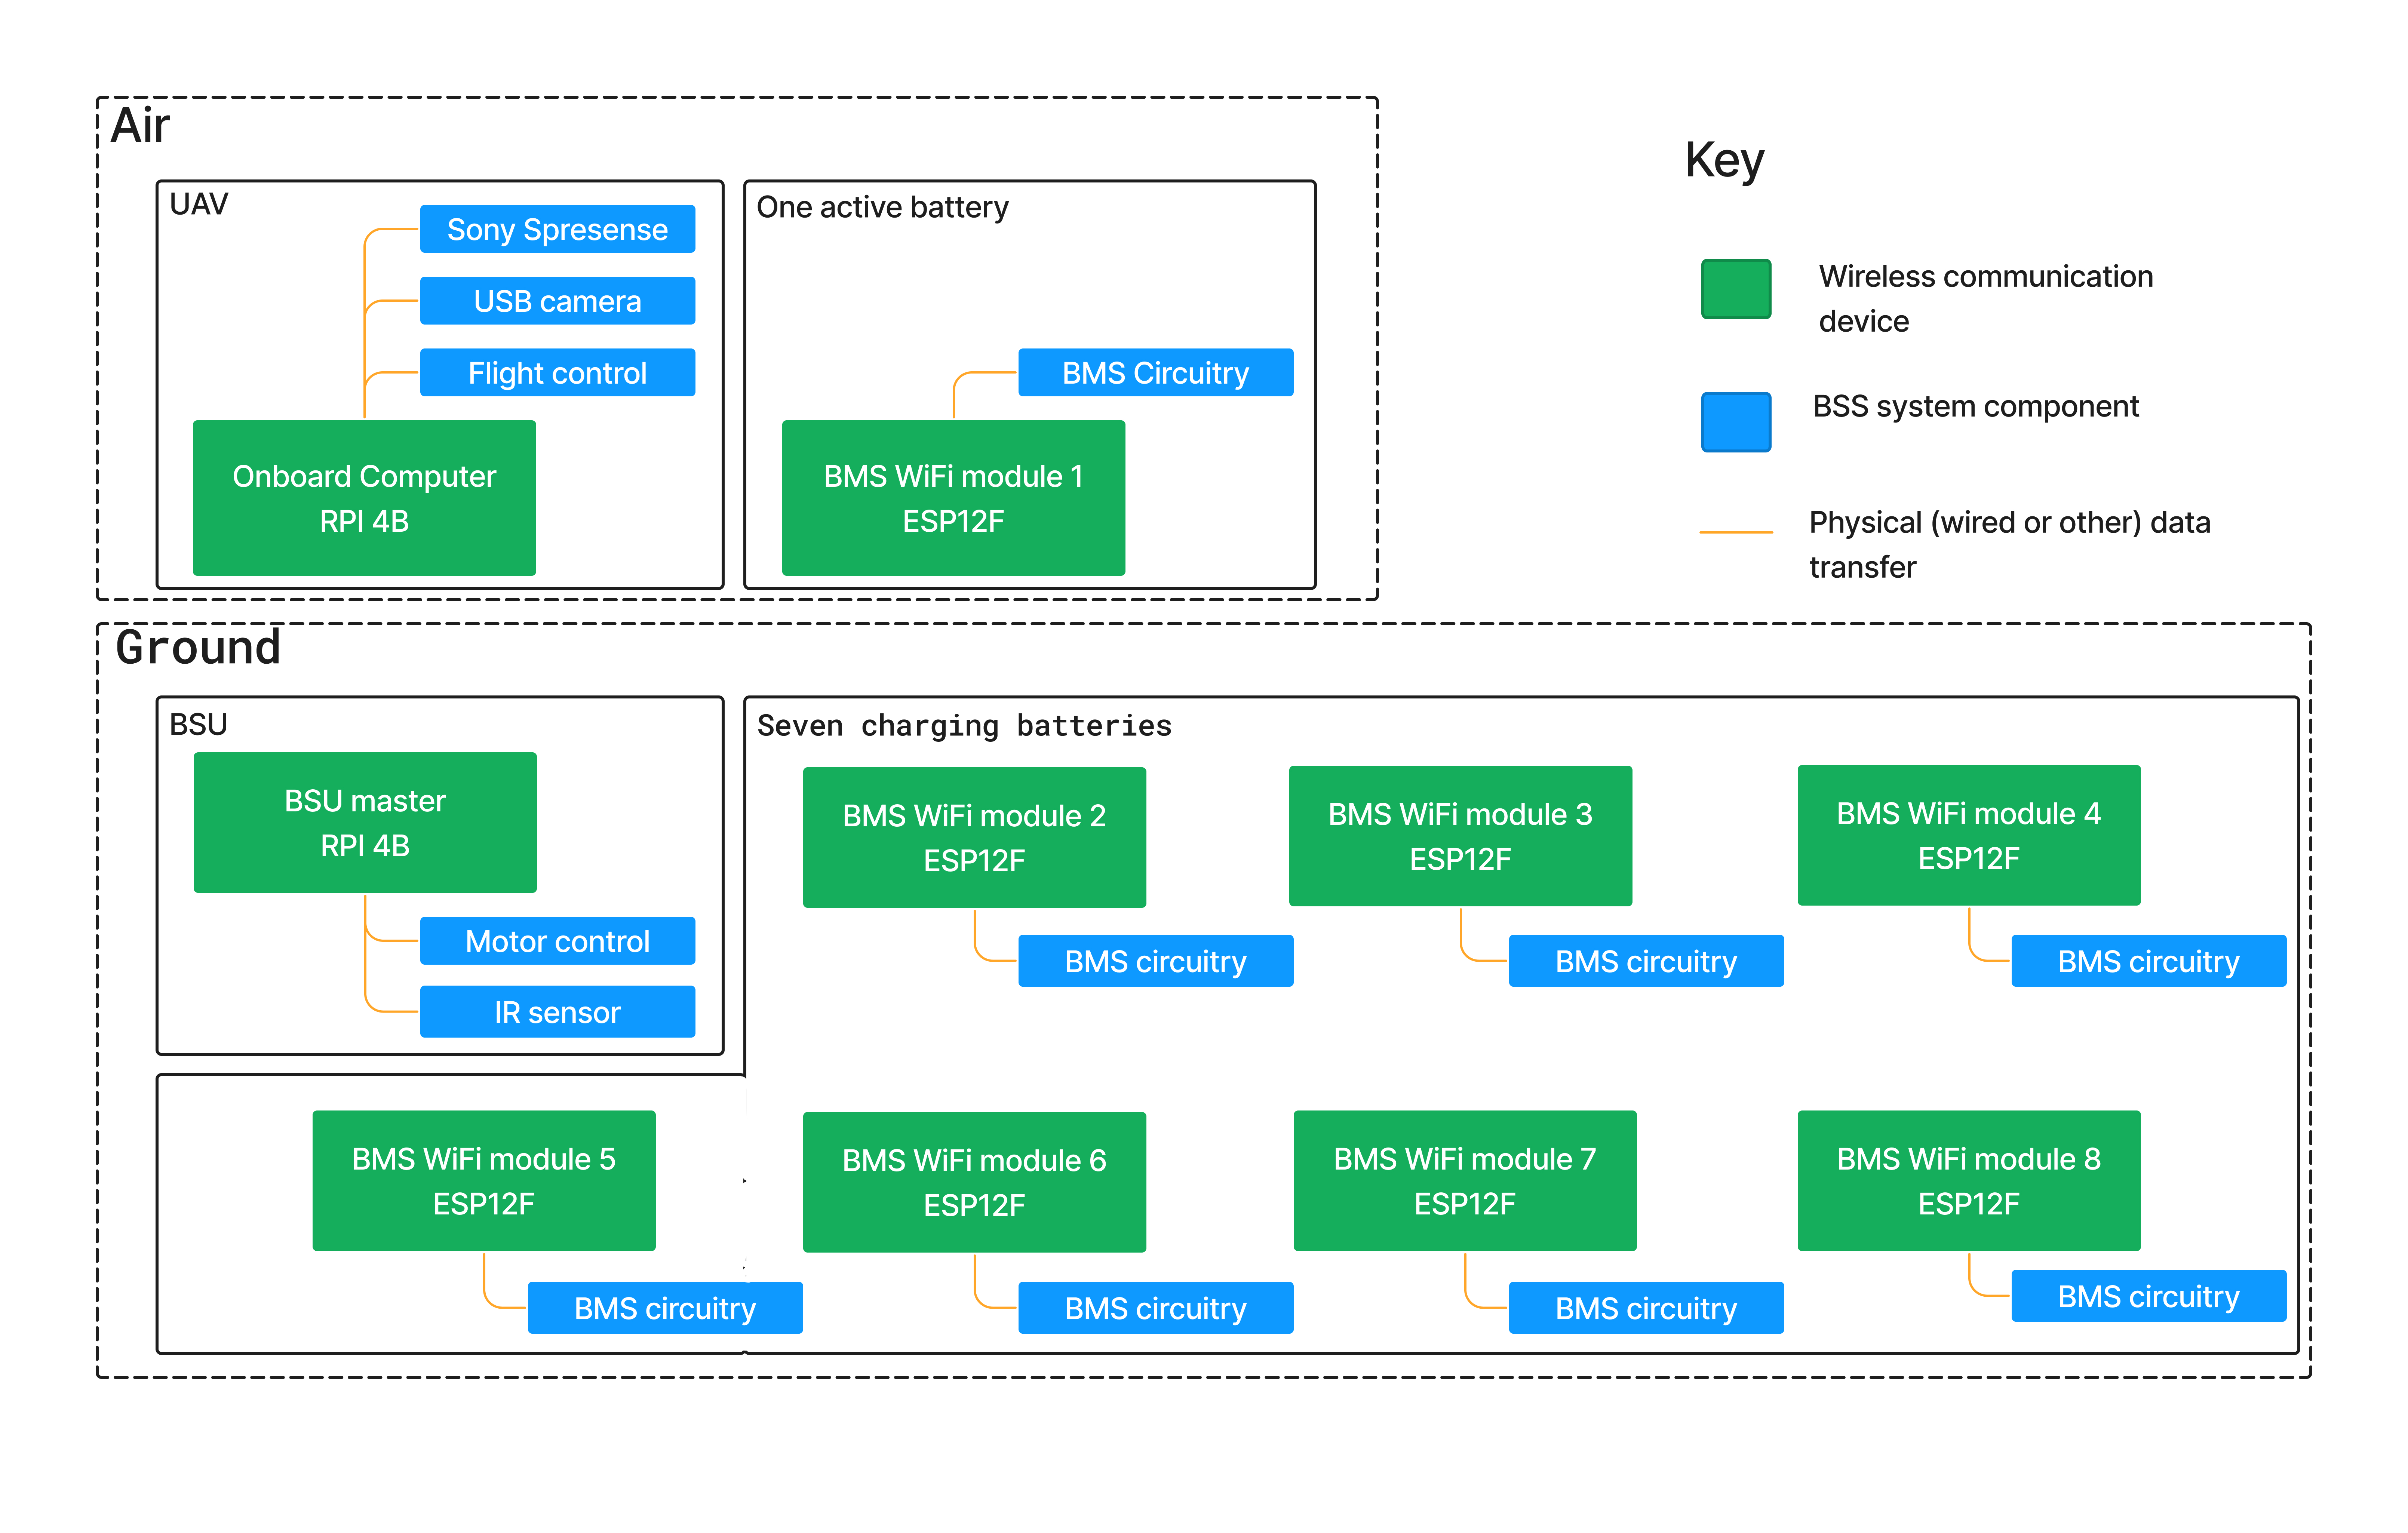 Air
UAV
Sony Spresense
USB camera
Flight control
Onboard Computer
RPI 4B
One active battery
BMS Circuitry
BMS WiFi module 1
ESP12F
Key
Wireless communication
device
BSS system component
Physical (wired or other) data
transfer
Ground
BSU
BSU master
RPI 4B
Motor control
IR sensor
Seven charging batteries
BMS WiFi module 2
ESP12F
BMS circuitry
BMS WiFi module 3
ESP12F
BMS circuitry
BMS WiFi module 4
ESP12F
BMS circuitry
BMS WiFi module 5
ESP12F
BMS circuitry
BMS WiFi module 6
ESP12F
BMS circuitry
BMS WiFi module 7
ESP12F
BMS circuitry
BMS WiFi module 8
ESP12F
BMS circuitry